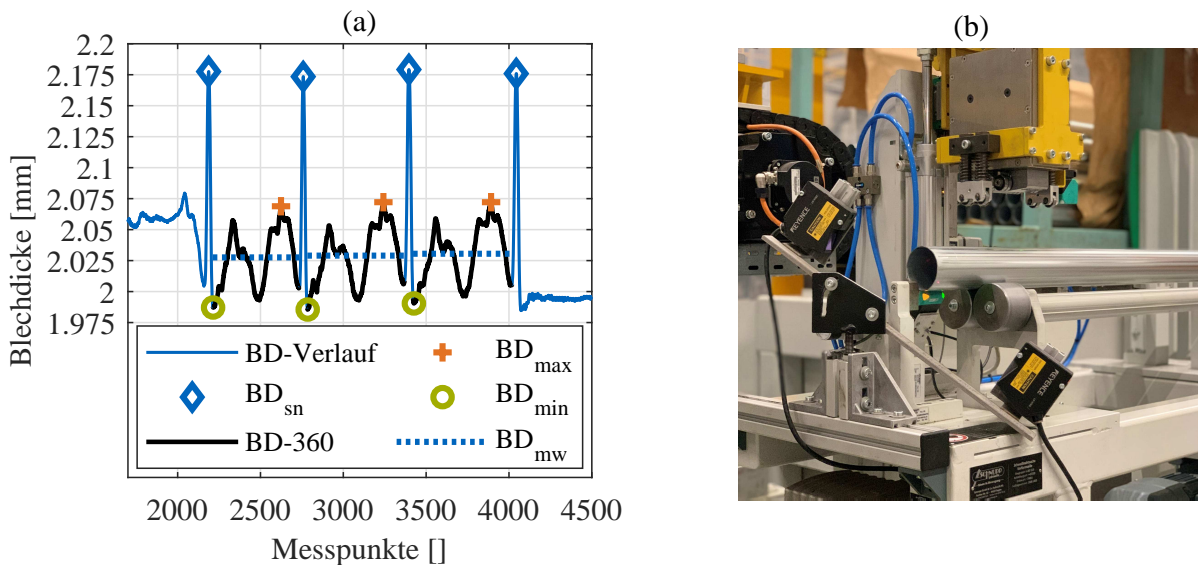 (a)
(b)
Blechdicke [mm]
2.2
2.175
2.15
2.125
2.1
2.075
2.05
2.025
2
1.975
BD-Verlauf
BD_max
BD_sn
BD_min
BD-360
BD_mw
2000 2500 3000 3500 4000 4500
Messpunkte []
KEYENCE
KEYENCE